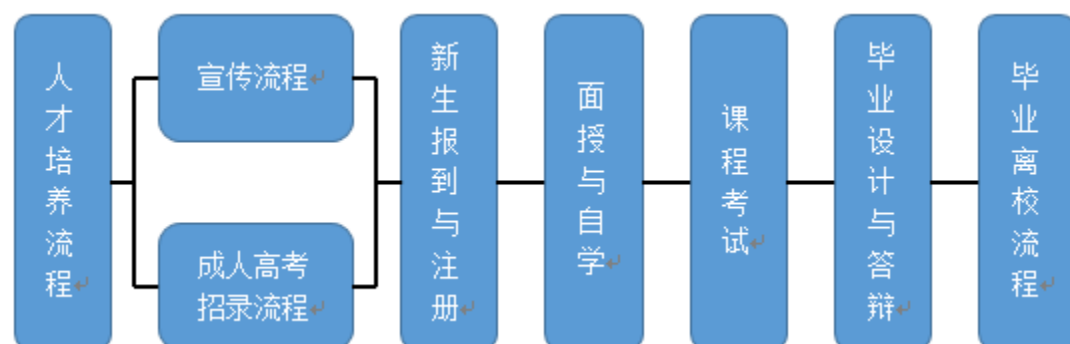 人才培养流程
宣传流程
成人高考
招录流程
新生报到与注册
面授与自学
课程考试
毕业设计与答辩
毕业离校流程